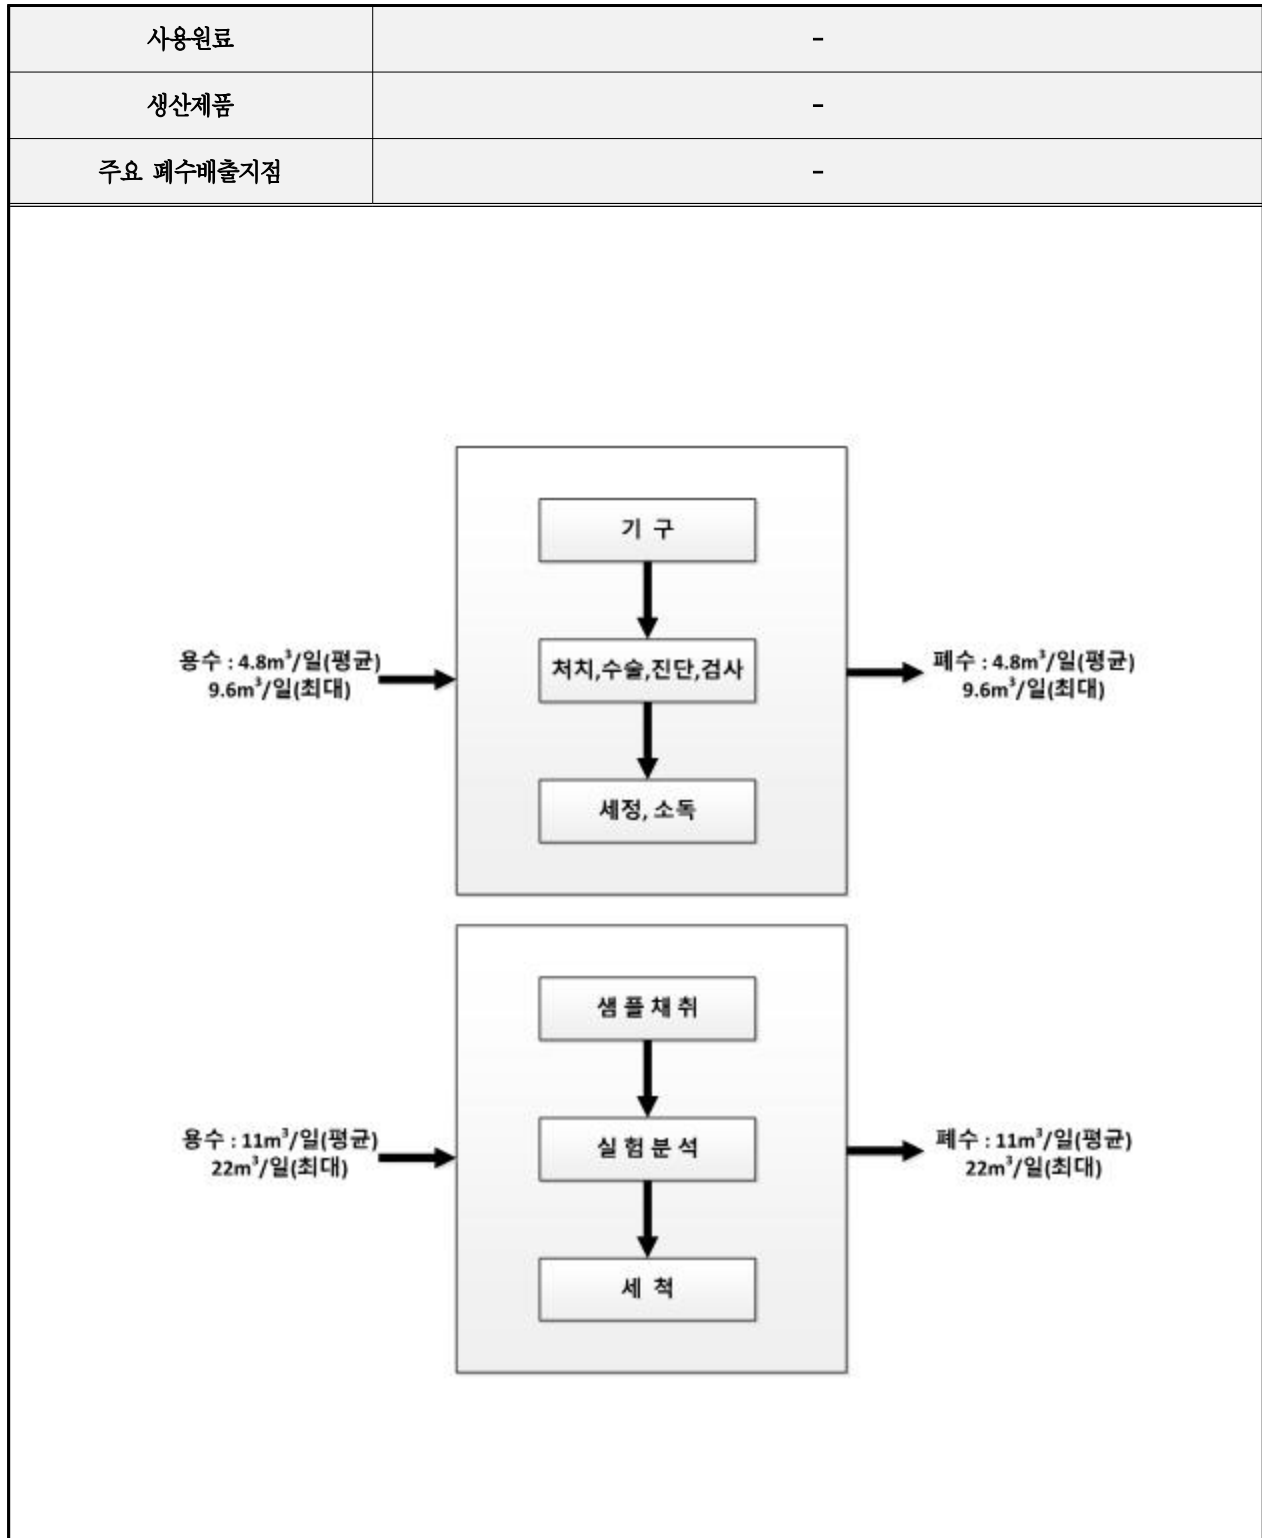 사용원료 -
생산제품 -
주요 폐수배출지점 -
기 구
처치,수술,진단,검사
세정, 소독
용수 : 4.8m³/일(평균)
9.6m³/일(최대)
폐수 : 4.8m³/일(평균)
9.6m³/일(최대)
샘 플 채 취
실 험 분 석
세 척
용수 : 11m³/일(평균)
22m³/일(최대)
폐수 : 11m³/일(평균)
22m³/일(최대)